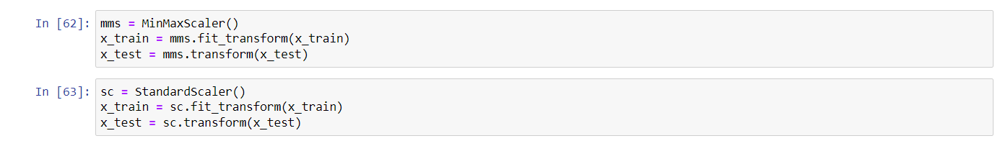 In [62]: mms = MinMaxScaler()
x_train = mms.fit_transform(x_train)
x_test = mms.transform(x_test)
In [63]: sc = StandardScaler()
x_train = sc.fit_transform(x_train)
x_test = sc.transform(x_test)